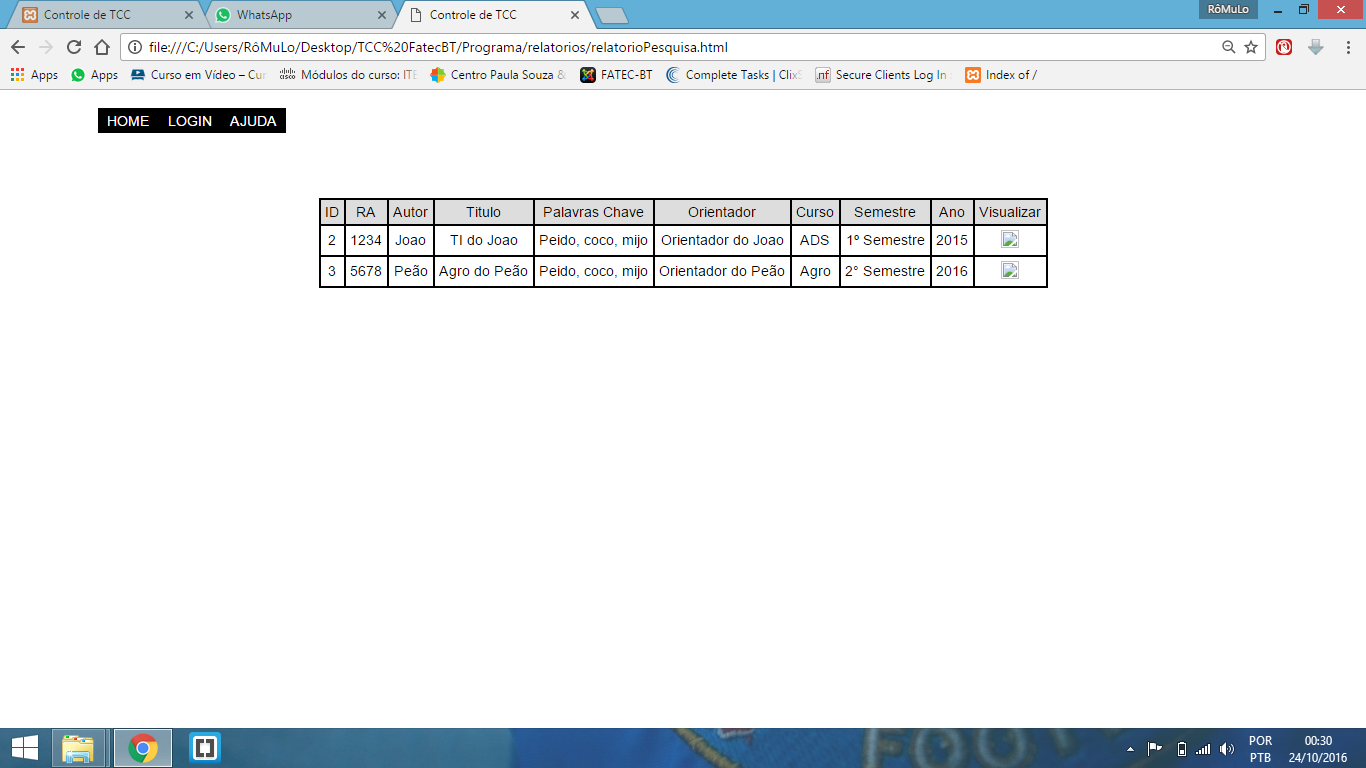 Controle de TCC WhatsApp Controle de TCC RôMuLo
file:///C:/Users/RôMuLo/Desktop/TCC%20FatecBT/Programa/relatorios/relatorioPesquisa.html
Apps Apps Curso em Vídeo – Cur Módulos do curso: ITE Centro Paula Souza & FATEC-BT Complete Tasks | ClixS nf Secure Clients Log In Index of /
HOME LOGIN AJUDA
ID RA Autor Titulo Palavras Chave Orientador Curso Semestre Ano Visualizar
2 1234 Joao TI do Joao Peido, coco, mijo Orientador do Joao ADS 1º Semestre 2015
3 5678 Peão Agro do Peão Peido, coco, mijo Orientador do Peão Agro 2° Semestre 2016
POR 00:30
PTB 24/10/2016